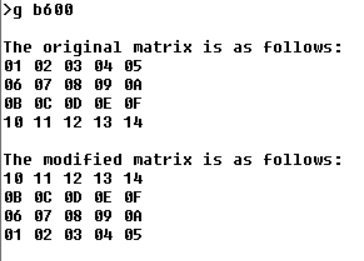 >g b600
The original matrix is as follows:
01 02 03 04 05
06 07 08 09 0A
0B 0C 0D 0E 0F
10 11 12 13 14
The modified matrix is as follows:
10 11 12 13 14
0B 0C 0D 0E 0F
06 07 08 09 0A
01 02 03 04 05